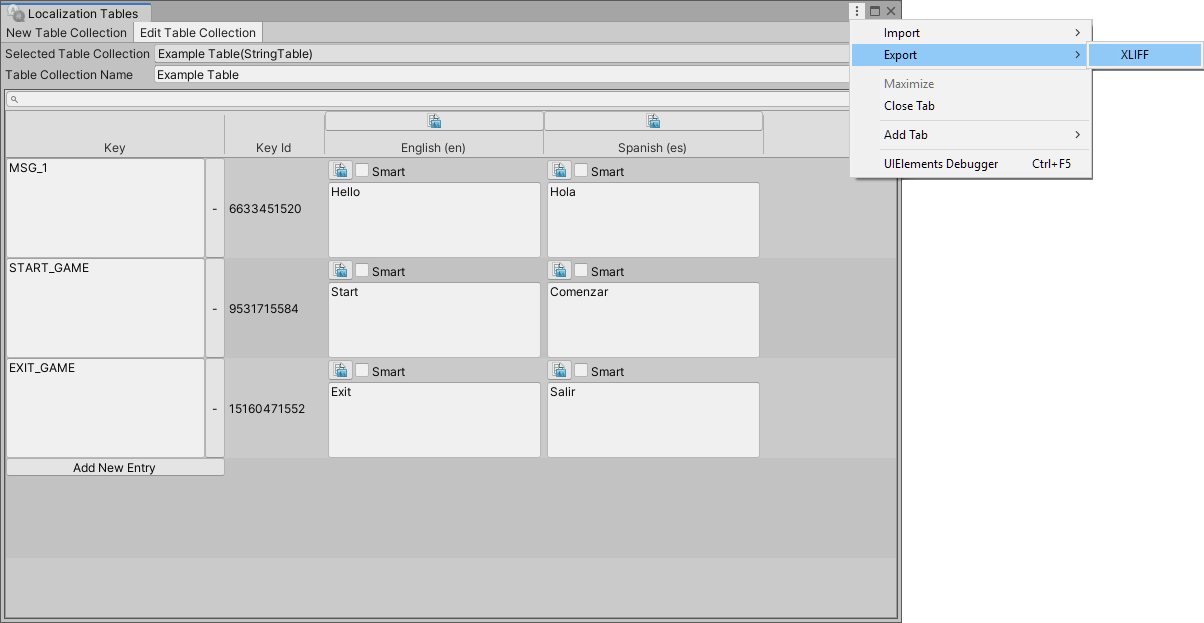 Localization Tables
New Table Collection Edit Table Collection
Selected Table Collection Example Table(StringTable)
Table Collection Name Example Table
Import
Export XLIFF
Maximize
Close Tab
Add Tab
UIElements Debugger Ctrl+F5
Key Key Id English (en) Spanish (es)
MSG_1 - 6633451520 Smart Smart
Hello Hola
START_GAME - 9531715584 Smart Smart
Start Comenzar
EXIT_GAME - 15160471552 Smart Smart
Exit Salir
Add New Entry